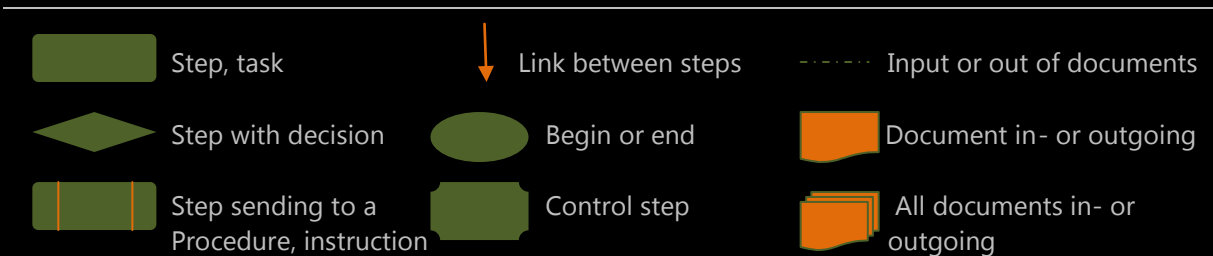 Step, task
Link between steps
Input or out of documents
Step with decision
Begin or end
Document in- or outgoing
Step sending to a
Procedure, instruction
Control step
All documents in- or
outgoing